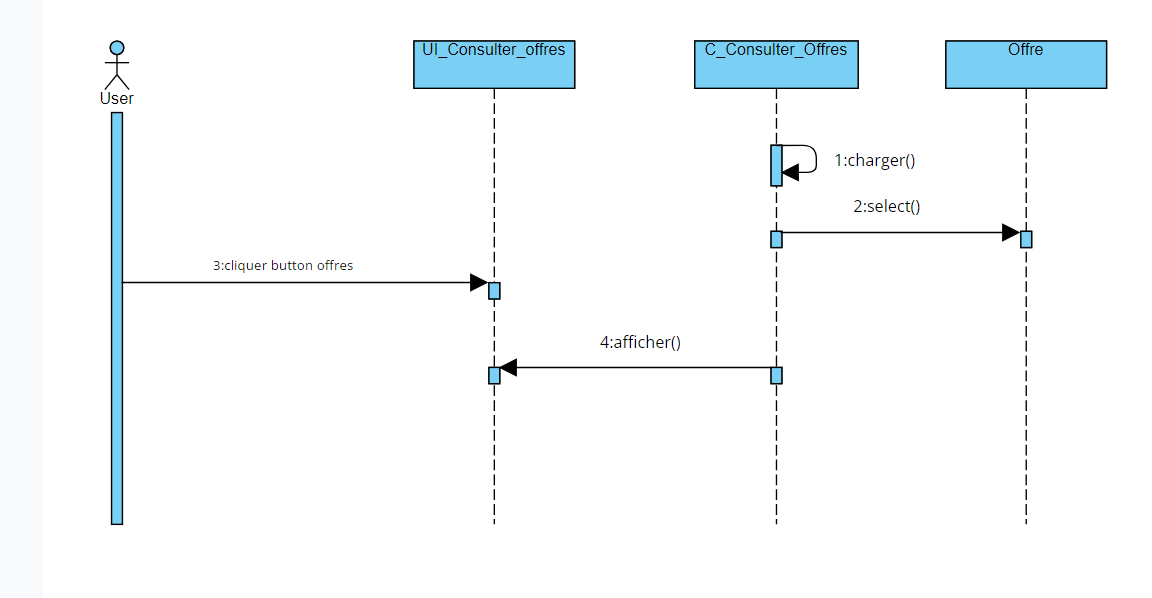 User
UI_Consulter_offres
C_Consulter_Offres
Offre
1:charger()
2:select()
3:cliquer button offres
4:afficher()